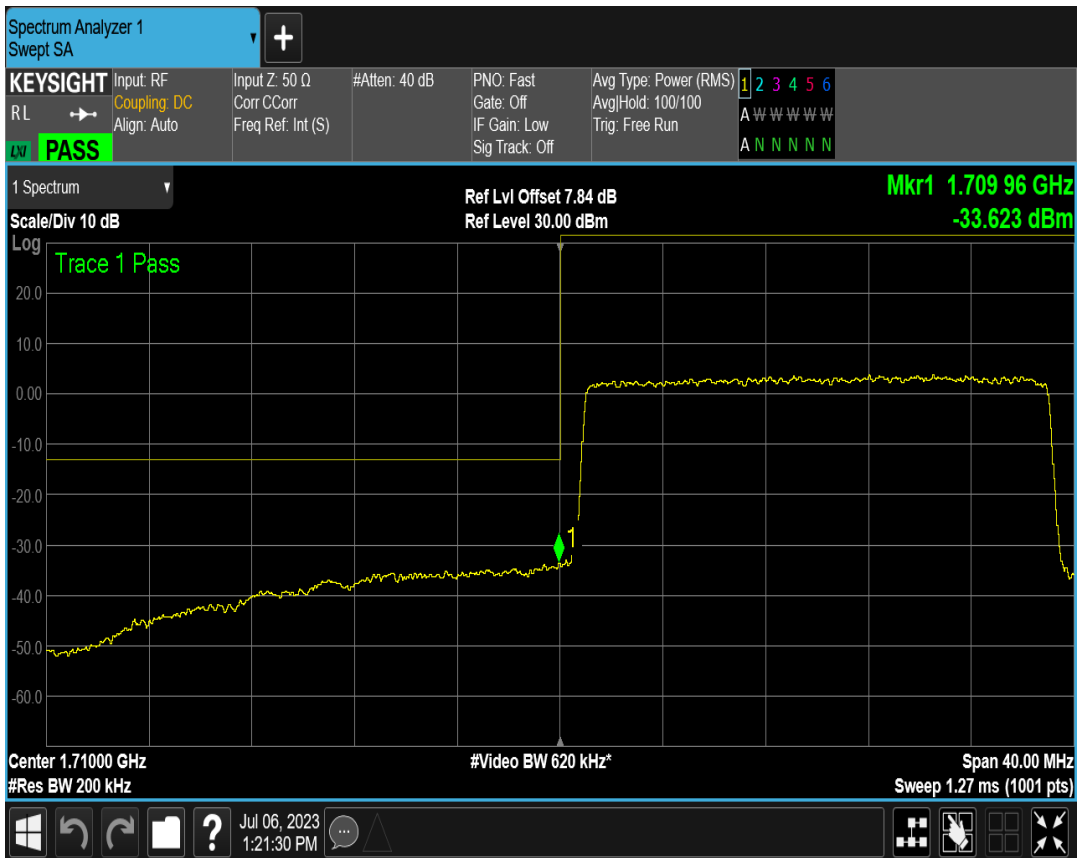 Spectrum Analyzer 1
Swept SA
+
KEYSIGHT
RL
LXI PASS
Input: RF
Coupling: DC
Align: Auto
Input Z: 50 Ω
Corr CCorr
Freq Ref: Int (S)
#Atten: 40 dB
PNO: Fast
Gate: Off
IF Gain: Low
Sig Track: Off
Avg Type: Power (RMS)
Avg|Hold: 100/100
Trig: Free Run
1 2 3 4 5 6
A W W W W W
A N N N N N
1 Spectrum
Scale/Div 10 dB
Ref Lvl Offset 7.84 dB
Ref Level 30.00 dBm
Mkr1 1.709 96 GHz
-33.623 dBm
Log
Trace 1 Pass
20.0
10.0
0.00
-10.0
-20.0
-30.0
-40.0
-50.0
-60.0
1
Center 1.71000 GHz
#Res BW 200 kHz
#Video BW 620 kHz*
Span 40.00 MHz
Sweep 1.27 ms (1001 pts)
?
Jul 06, 2023
1:21:30 PM
...